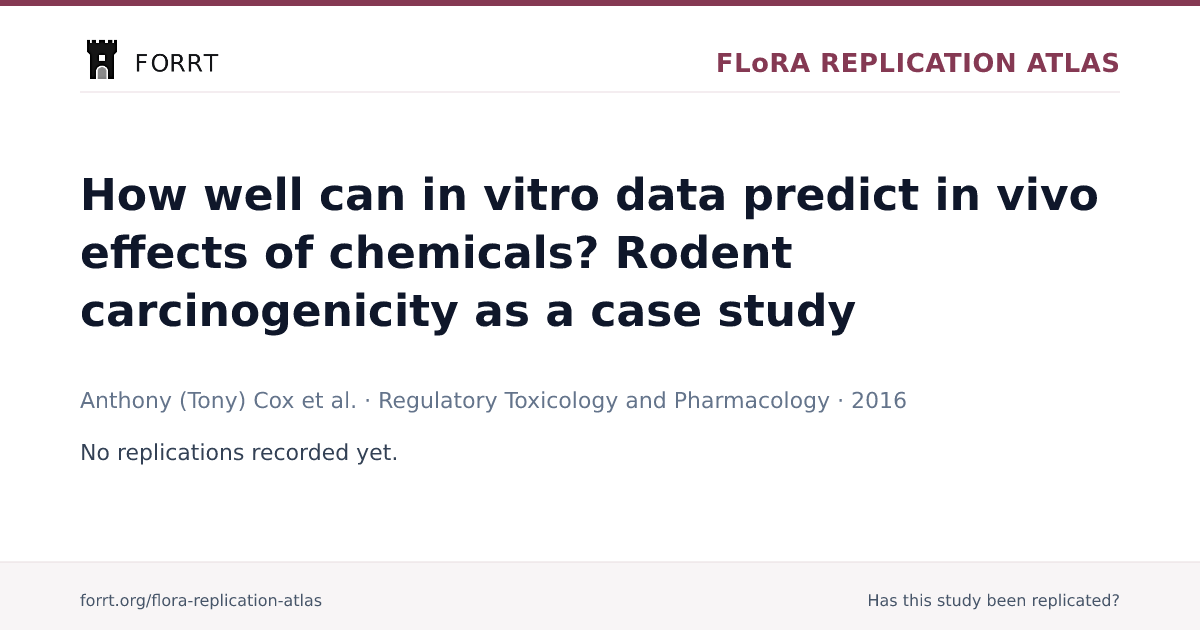 FORRT
FLoRA REPLICATION ATLAS
How well can in vitro data predict in vivo
effects of chemicals? Rodent
carcinogenicity as a case study
Anthony (Tony) Cox et al. · Regulatory Toxicology and Pharmacology · 2016
No replications recorded yet.
forrt.org/flora-replication-atlas
Has this study been replicated?